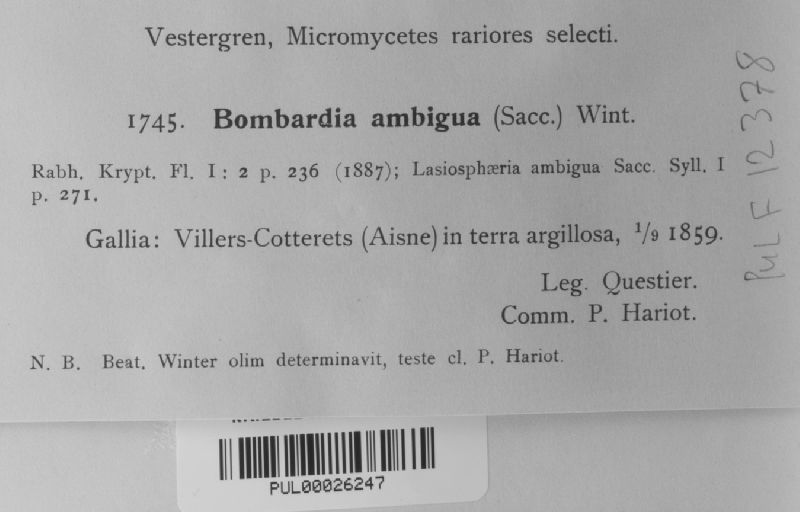 Vestergren, Micromycetes rariores selecti.
1745. Bombardia ambigua (Sacc.) Wint.
Rabh. Krypt. Fl. I: 2 p. 236 (1887); Lasiosphæria ambigua Sacc. Syll. I
p. 271.
Gallia: Villers-Cotterets (Aisne) in terra argillosa, 1/9 1859.
Leg. Questier.
Comm. P. Hariot.
N. B. Beat. Winter olim determinavit, teste cl. P. Hariot.
PUL F 12378
PUL00026247